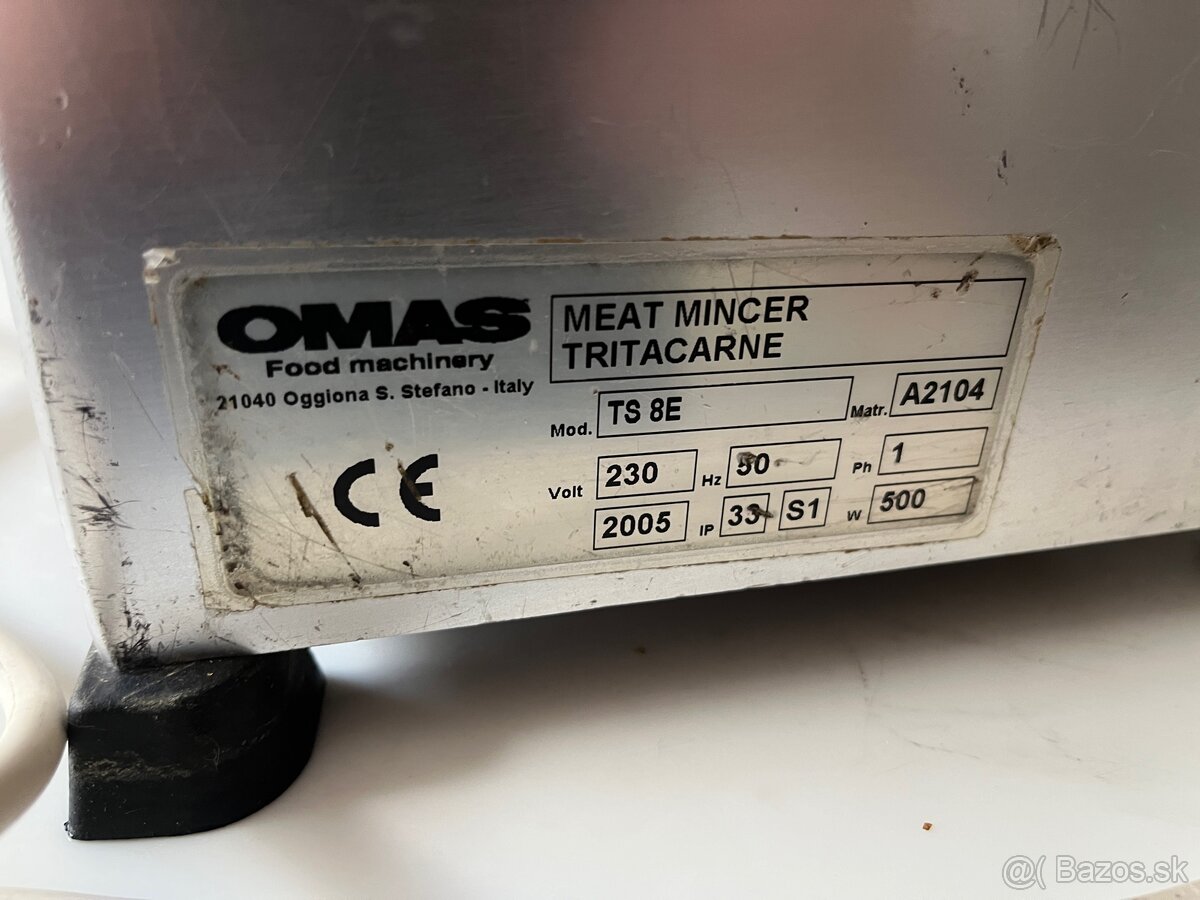 OMAS
Food machinery
21040 Oggiona S. Stefano - Italy
MEAT MINCER
TRITACARNE
Mod. TS 8E Matr. A2104
Volt 230 Hz 50 Ph 1
2005 IP 33 S1 W 500
CE
@( Bazos.sk